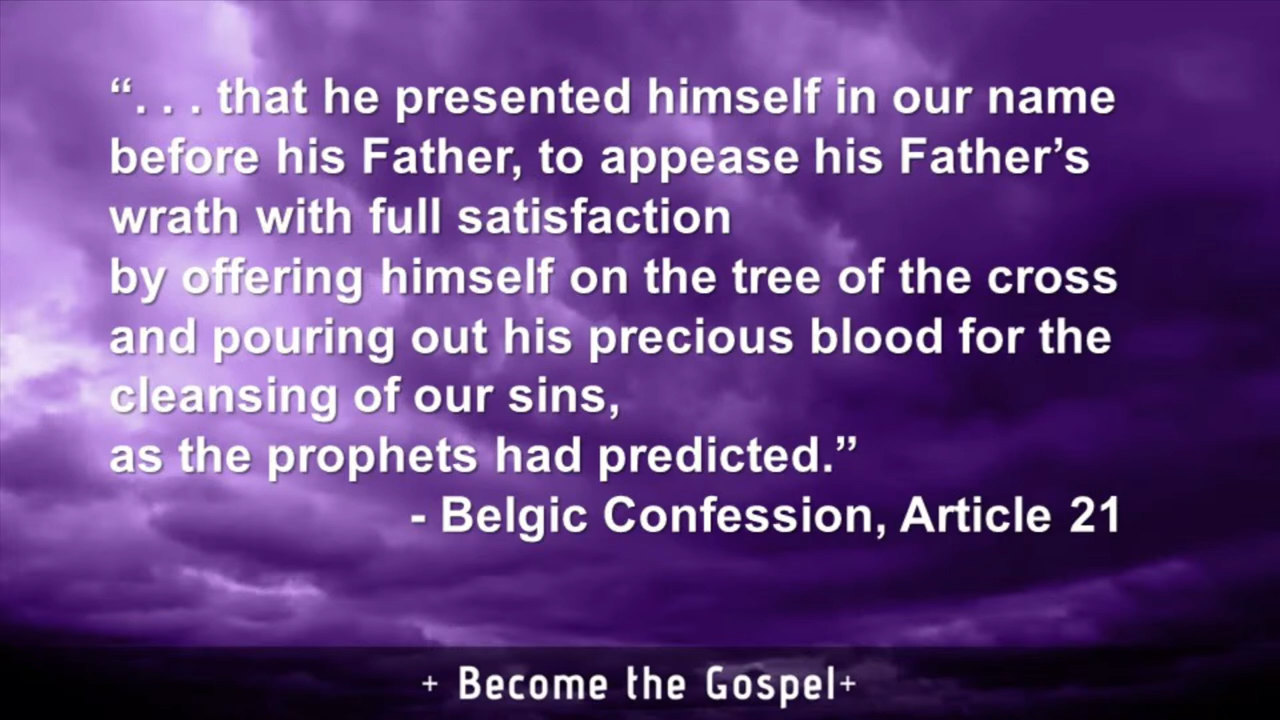 “. . . that he presented himself in our name
before his Father, to appease his Father’s
wrath with full satisfaction
by offering himself on the tree of the cross
and pouring out his precious blood for the
cleansing of our sins,
as the prophets had predicted.”
- Belgic Confession, Article 21
+ Become the Gospel+